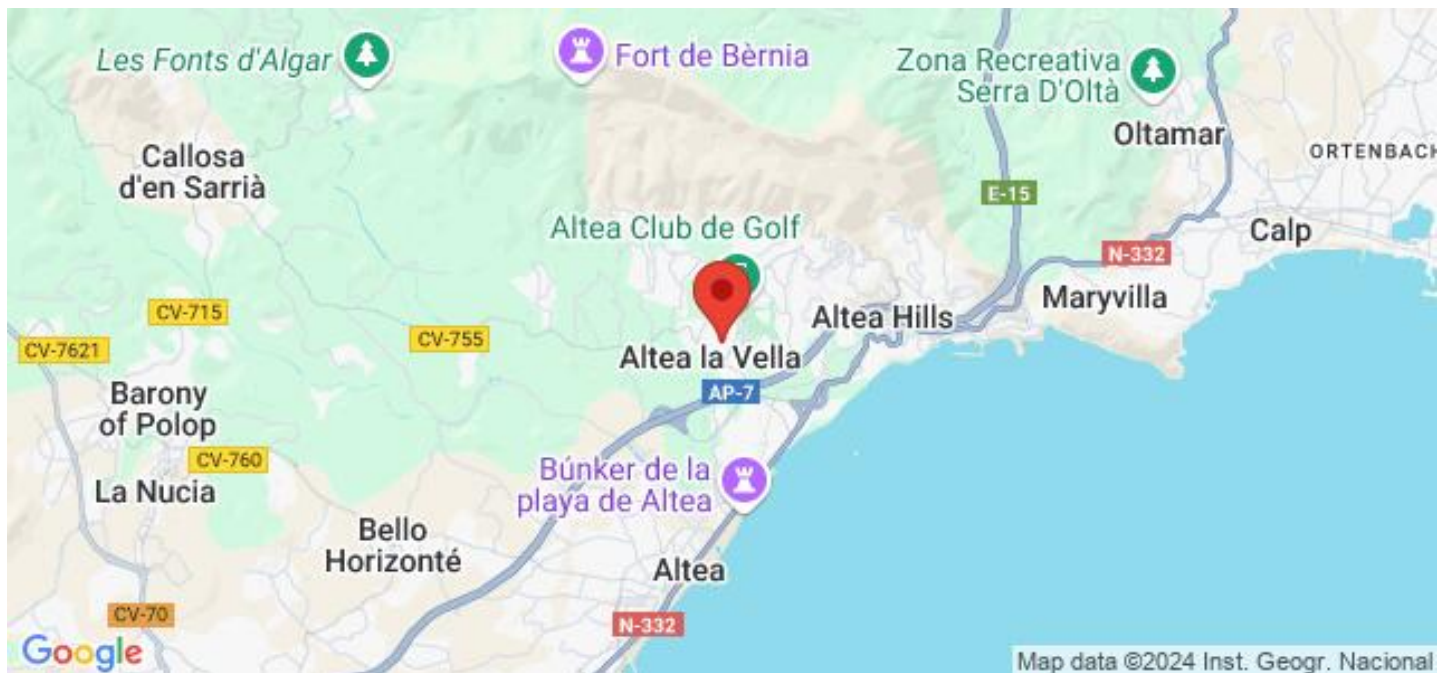 Les Fonts d'Algar
Fort de Bèrnia
Zona Recreativa
Serra D'Oltà
Oltamar
ORTENBACH
Callosa
d'en Sarrià
E-15
Altea Club de Golf
Calp
N-332
Maryvilla
CV-715
Altea Hills
CV-755
CV-7621
Altea la Vella
AP-7
Barony
of Polop
CV-760
La Nucia
Búnker de la
playa de Altea
Bello
Horizonté
Altea
CV-70
N-332
Google
Map data ©2024 Inst. Geogr. Nacional